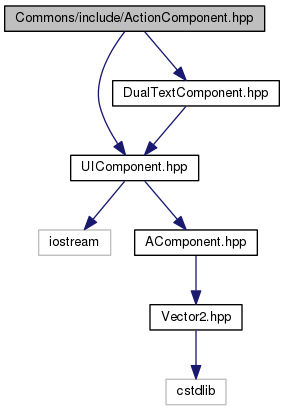 Commons/include/ActionComponent.hpp
DualTextComponent.hpp
UIComponent.hpp
iostream
AComponent.hpp
Vector2.hpp
cstdlib